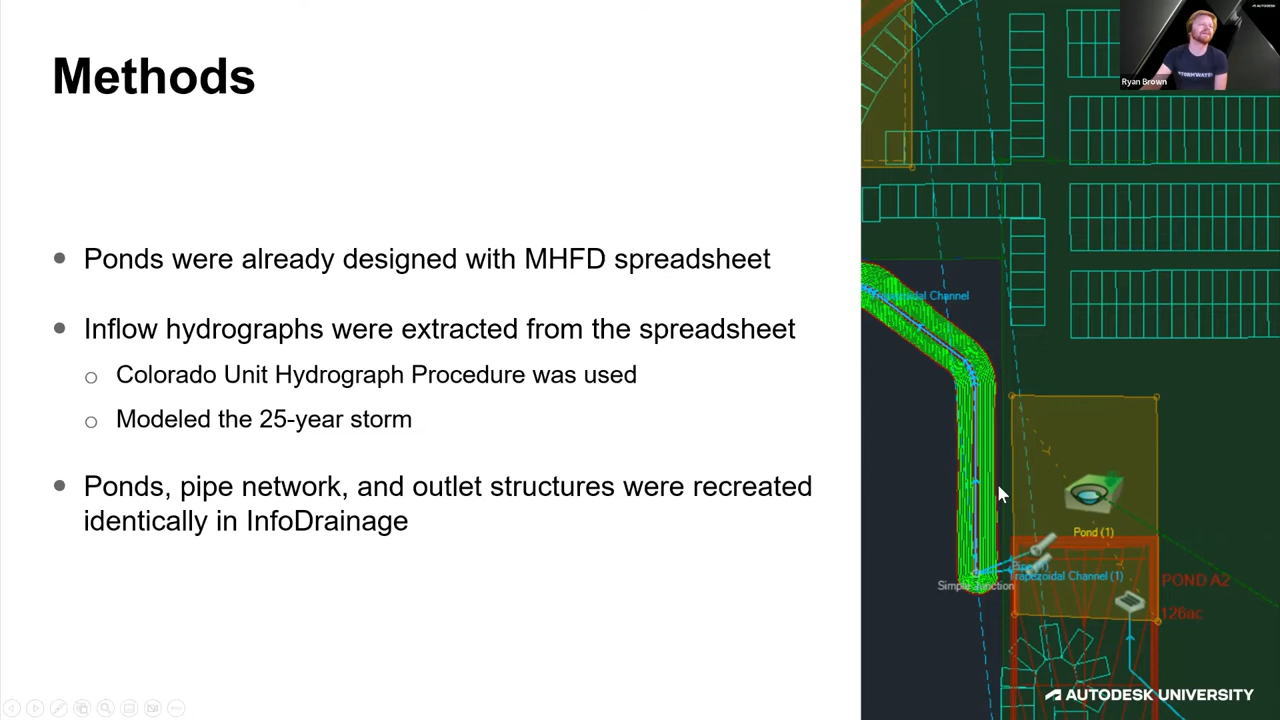 Methods
Ponds were already designed with MHFD spreadsheet
Inflow hydrographs were extracted from the spreadsheet
Colorado Unit Hydrograph Procedure was used
Modeled the 25-year storm
Ponds, pipe network, and outlet structures were recreated
identically in InfoDrainage
AUTODESK
STORMWATER
Ryan Brown
Trapezoidal Channel
Pond (1)
Trapezoidal Channel (1)
Simple Junction
POND A2
126ac
AUTODESK UNIVERSITY